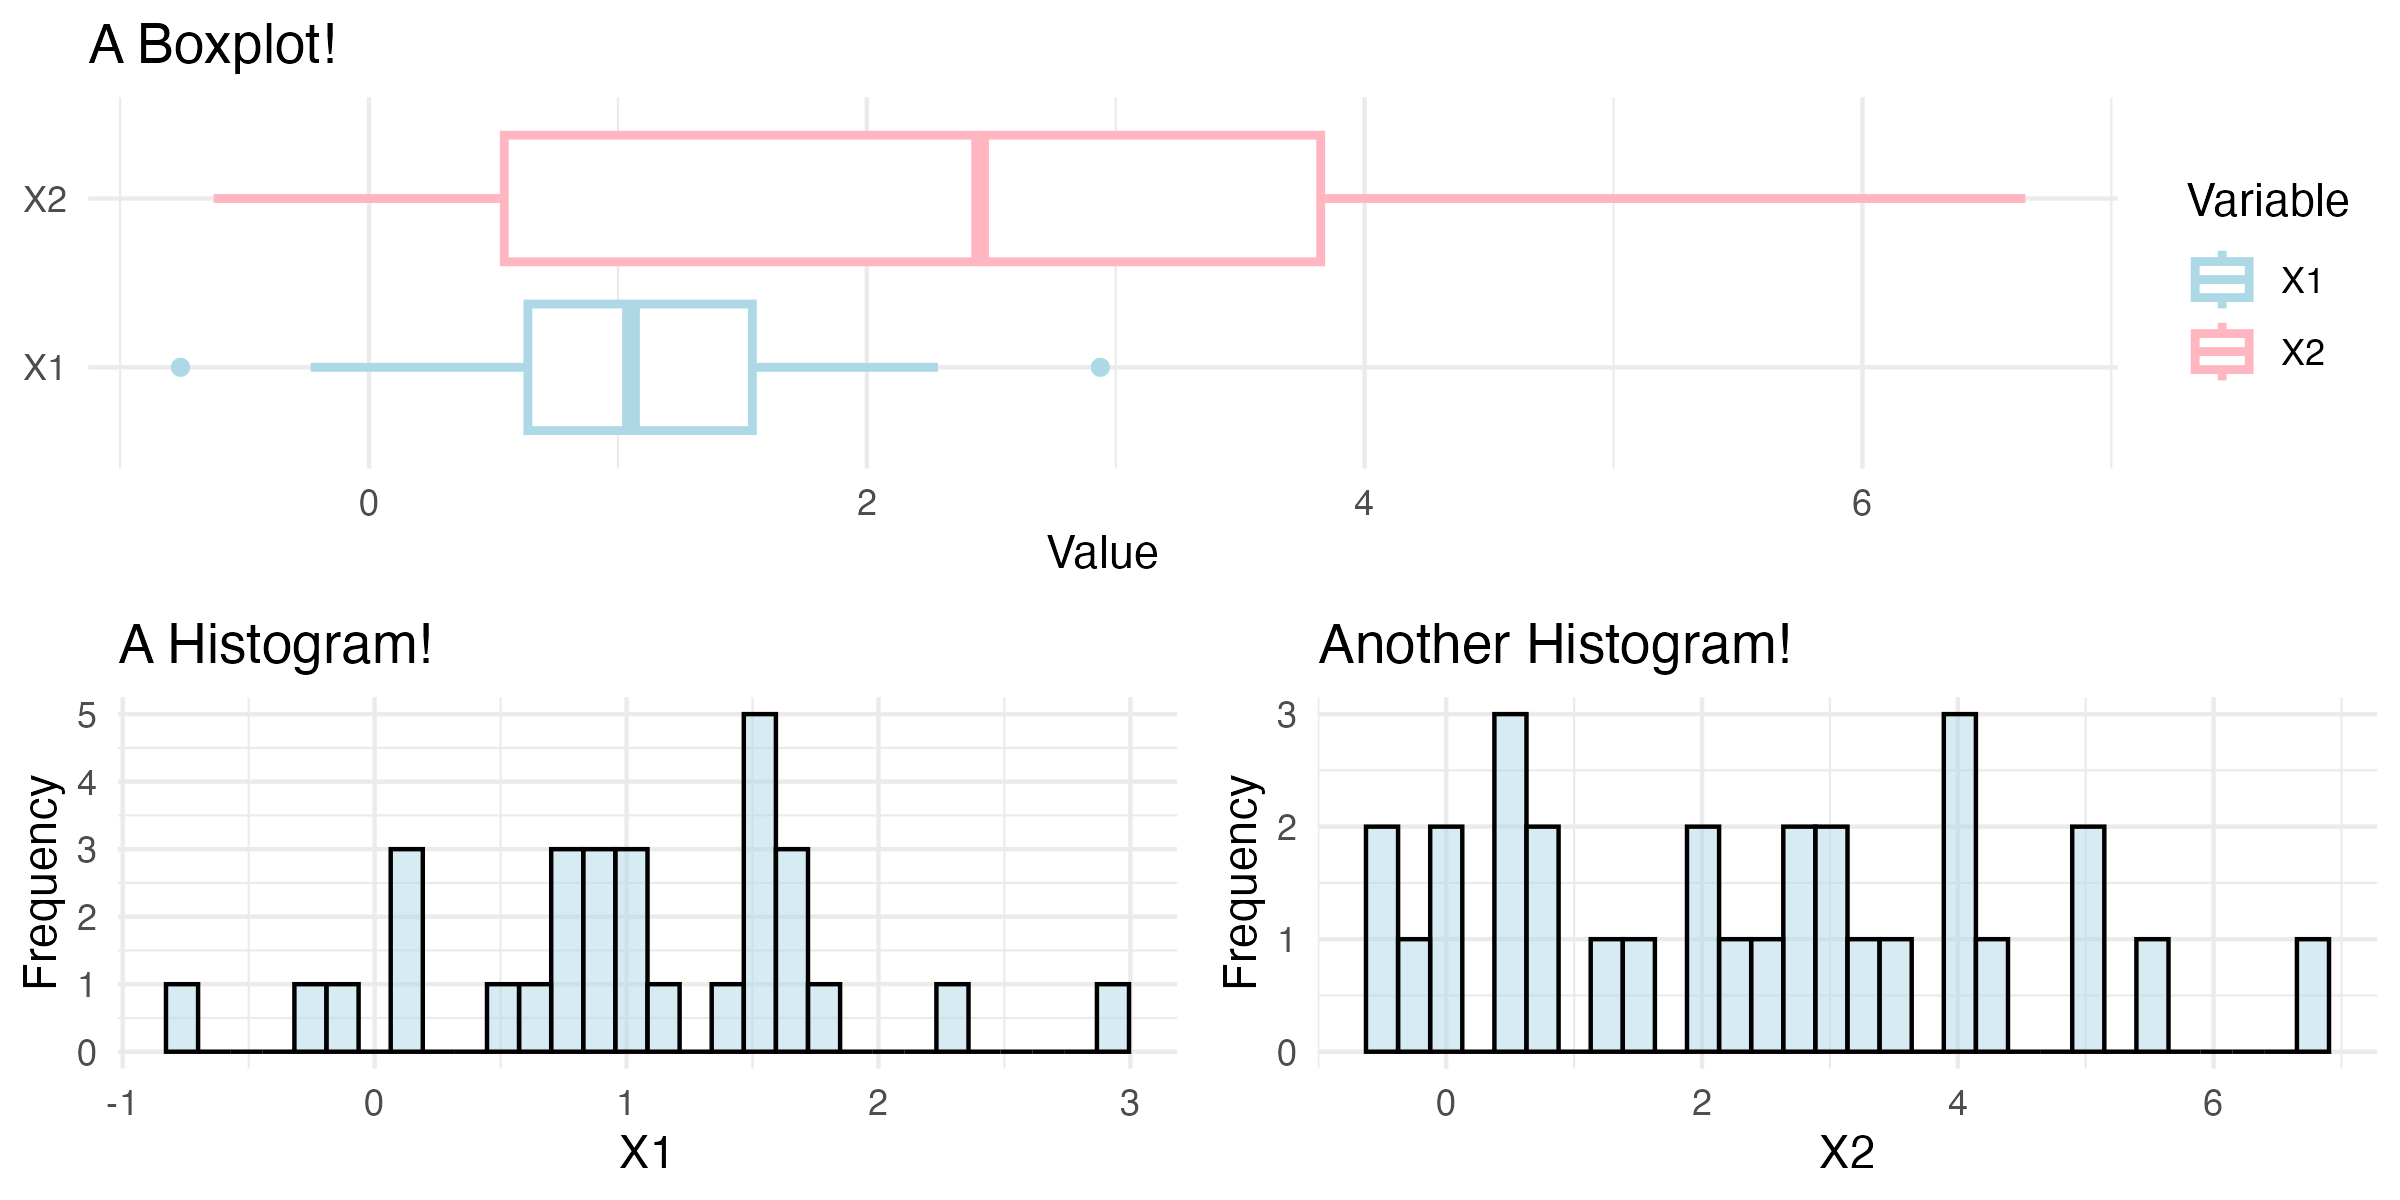 A Boxplot!
X2
X1
0 2 4 6
Value
Variable
X1
X2
A Histogram!
Frequency
5
4
3
2
1
0
-1 0 1 2 3
X1
Another Histogram!
Frequency
3
2
1
0
0 2 4 6
X2